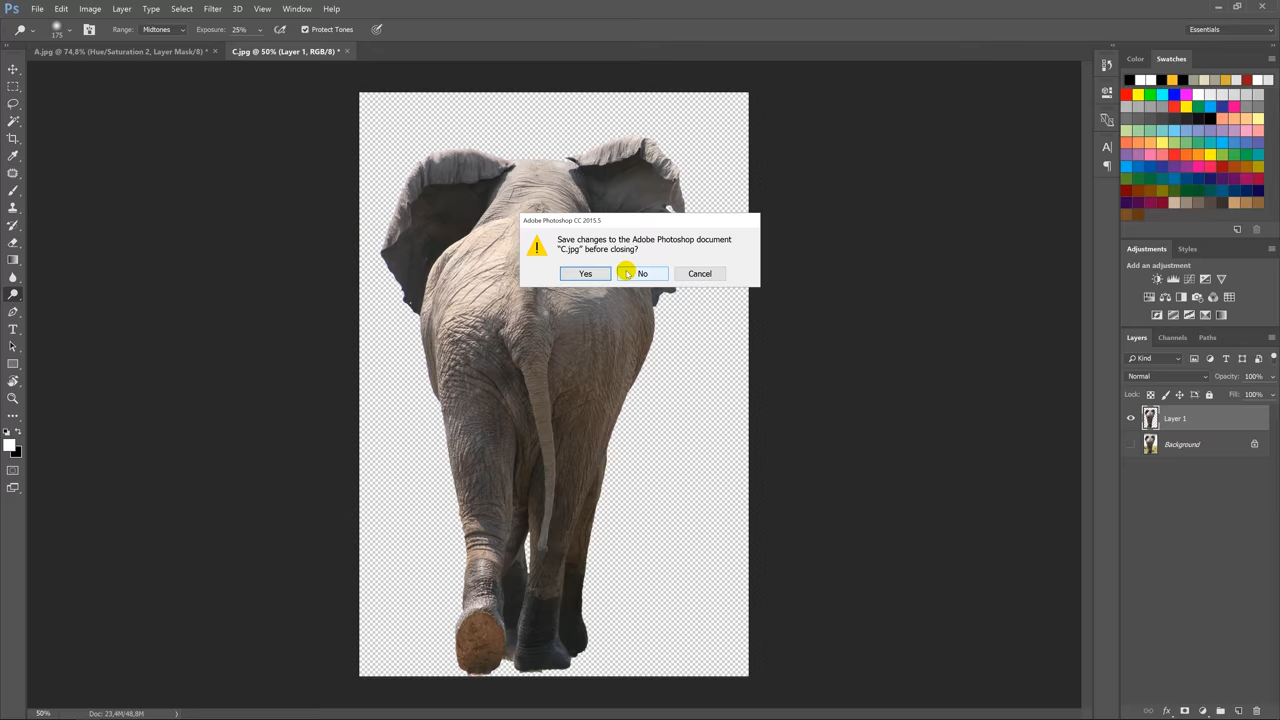 Ps File Edit Image Layer Type Select Filter 3D View Window Help
175 Range: Midtones Exposure: 25% Protect Tones Essentials
A.jpg @ 74,8% (Hue/Saturation 2, Layer Mask/8) * × C.jpg @ 50% (Layer 1, RGB/8) * ×
Color Swatches
Adobe Photoshop CC 2015.5
Save changes to the Adobe Photoshop document
"C.jpg" before closing?
Yes No Cancel
Adjustments Styles
Add an adjustment
Layers Channels Paths
Kind
Normal Opacity: 100%
Lock: Fill: 100%
Layer 1
Background
50% Doc: 23,4M/48,8M